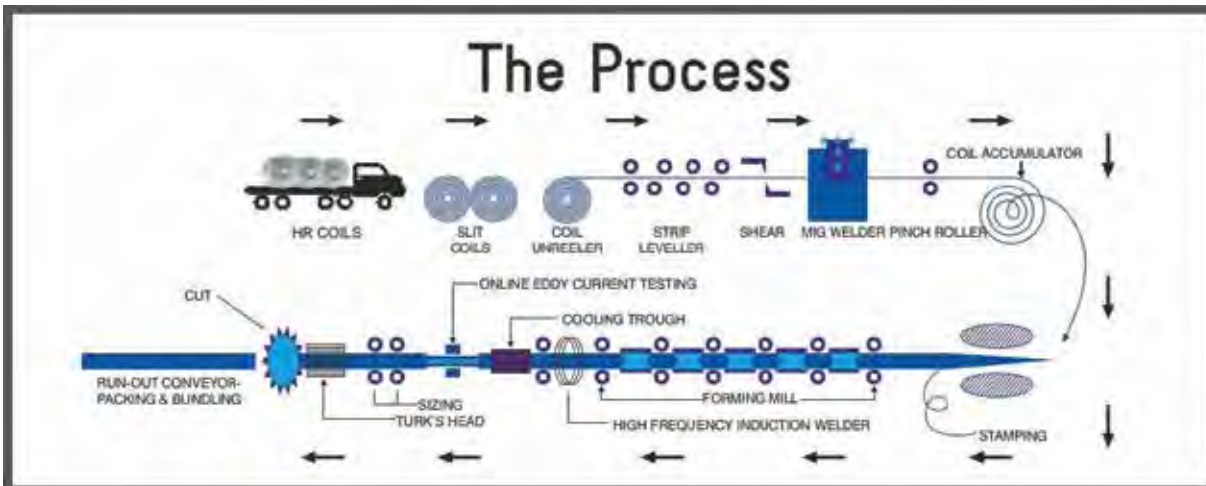 The Process
COIL ACCUMULATOR
HR COILS
SLIT
COILS
COIL
UNREELER
STRIP
LEVELLER
SHEAR
MIG WELDER
PINCH ROLLER
CUT
ONLINE EDDY CURRENT TESTING
COOLING TROUGH
RUN-OUT CONVEYOR-
PACKING & BUNDLING
SIZING
TURK'S HEAD
FORMING MILL
HIGH FREQUENCY INDUCTION WELDER
STAMPING